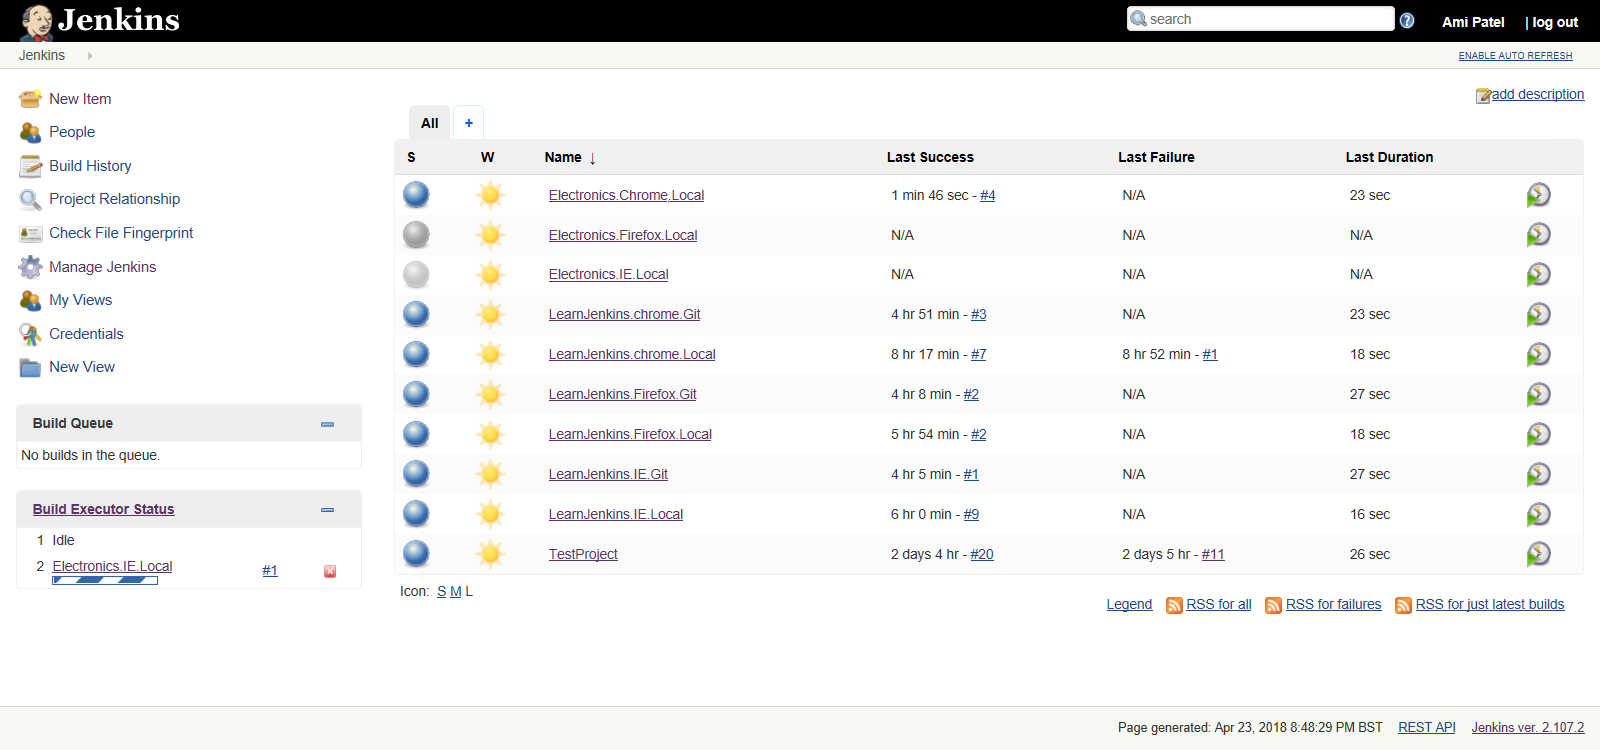 Jenkins
search
Ami Patel | log out
Jenkins
ENABLE AUTO REFRESH
New Item
People
Build History
Project Relationship
Check File Fingerprint
Manage Jenkins
My Views
Credentials
New View
Build Queue
No builds in the queue.
Build Executor Status
1 Idle
2 Electronics.IE.Local #1
add description
All +
S W Name ↓ Last Success Last Failure Last Duration
Electronics.Chrome.Local 1 min 46 sec - #4 N/A 23 sec
Electronics.Firefox.Local N/A N/A N/A
Electronics.IE.Local N/A N/A N/A
LearnJenkins.chrome.Git 4 hr 51 min - #3 N/A 23 sec
LearnJenkins.chrome.Local 8 hr 17 min - #7 8 hr 52 min - #1 18 sec
LearnJenkins.Firefox.Git 4 hr 8 min - #2 N/A 27 sec
LearnJenkins.Firefox.Local 5 hr 54 min - #2 N/A 18 sec
LearnJenkins.IE.Git 4 hr 5 min - #1 N/A 27 sec
LearnJenkins.IE.Local 6 hr 0 min - #9 N/A 16 sec
TestProject 2 days 4 hr - #20 2 days 5 hr - #11 26 sec
Icon: S M L
Legend RSS for all RSS for failures RSS for just latest builds
Page generated: Apr 23, 2018 8:48:29 PM BST REST API Jenkins ver. 2.107.2